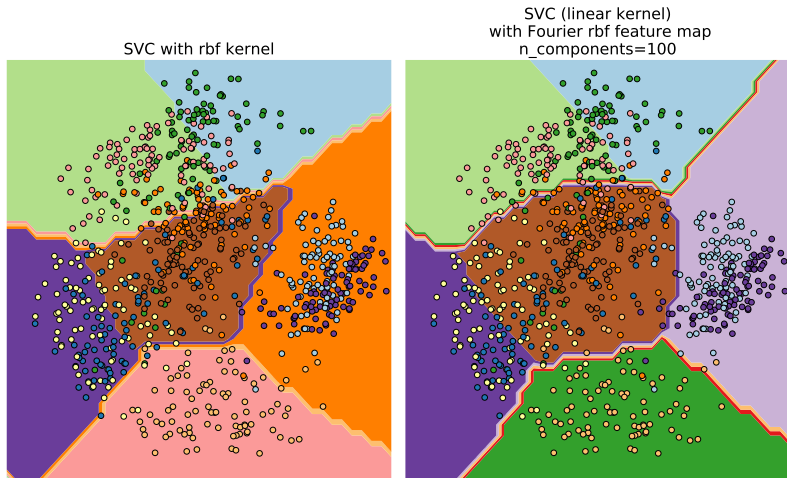 SVC with rbf kernel
SVC (linear kernel)
with Fourier rbf feature map
n_components=100